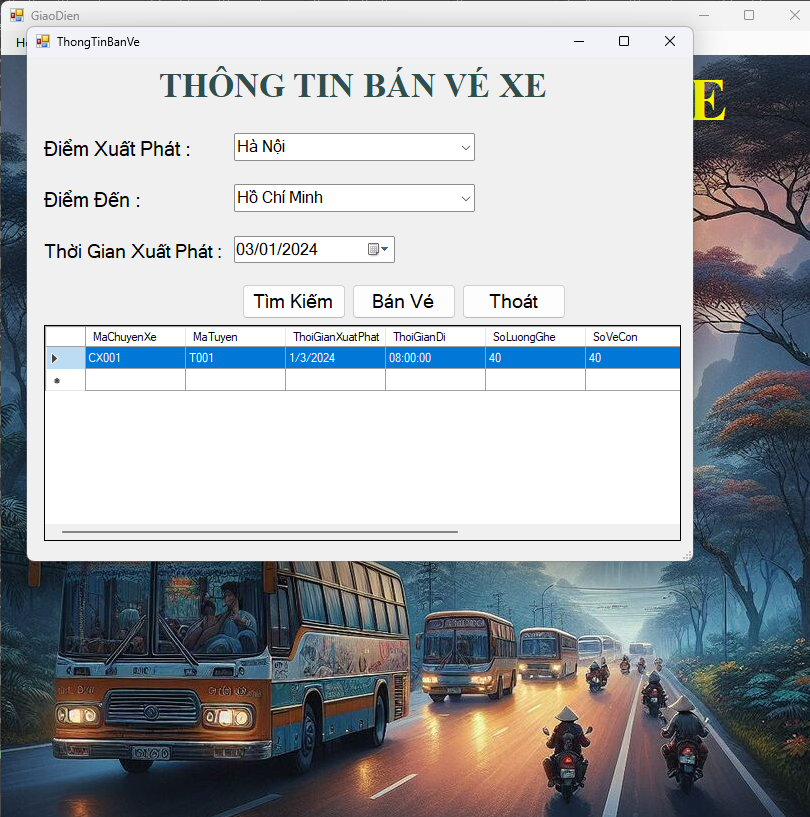 GiaoDien
ThongTinBanVe
THÔNG TIN BÁN VÉ XE
E
Điểm Xuất Phát :
Hà Nội
Điểm Đến :
Hồ Chí Minh
Thời Gian Xuất Phát :
03/01/2024
Tìm Kiếm Bán Vé Thoát
MaChuyenXe MaTuyen ThoiGianXuatPhat ThoiGianDi SoLuongGhe SoVeCon
CX001 T001 1/3/2024 08:00:00 40 40